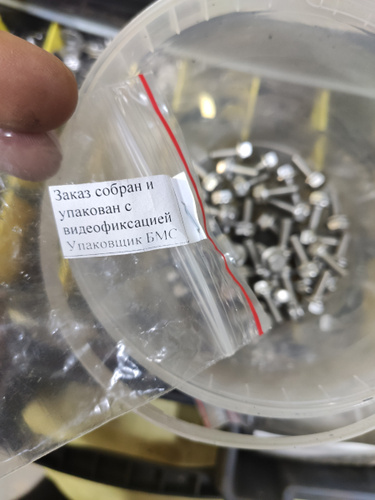 Заказ собран и
упакован с
видеофиксацией
Упаковщик БМС